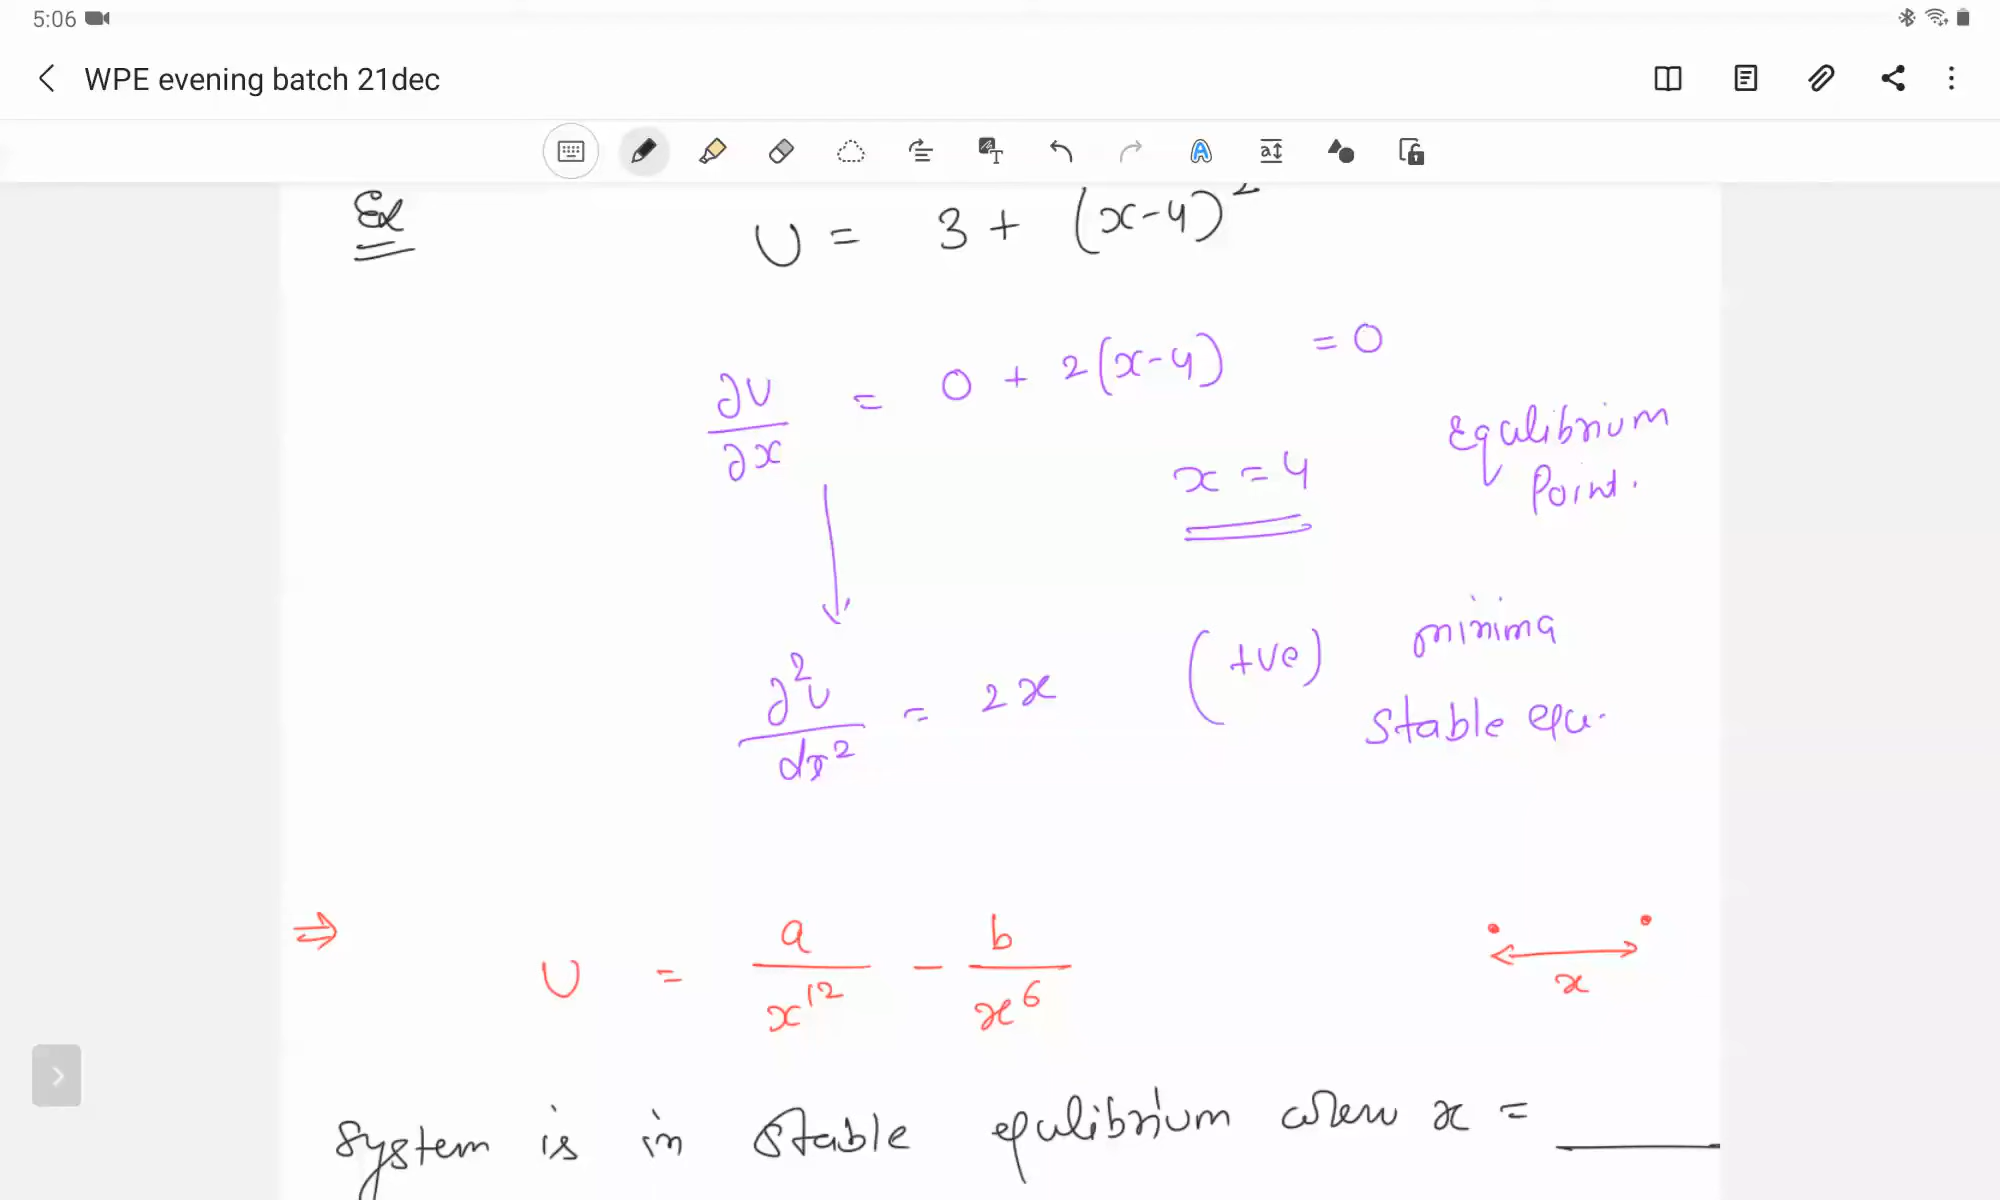 5:06
WPE evening batch 21dec
Ex
U = 3 + (x-4)²
∂U/∂x = 0 + 2(x-4) = 0
Eqalibrium
Point.
x = 4
∂²U/dx² = 2x (+ve) minima
Stable equ.
⇒ U = a/x¹² - b/x⁶
x
System is in stable equlibrium when x = ____